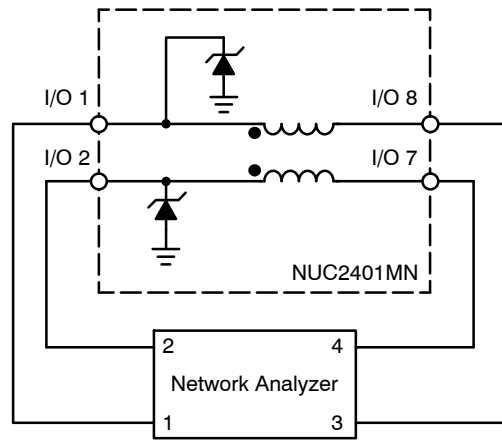 I/O 1
I/O 8
I/O 2
I/O 7
NUC2401MN
2
4
Network Analyzer
1
3